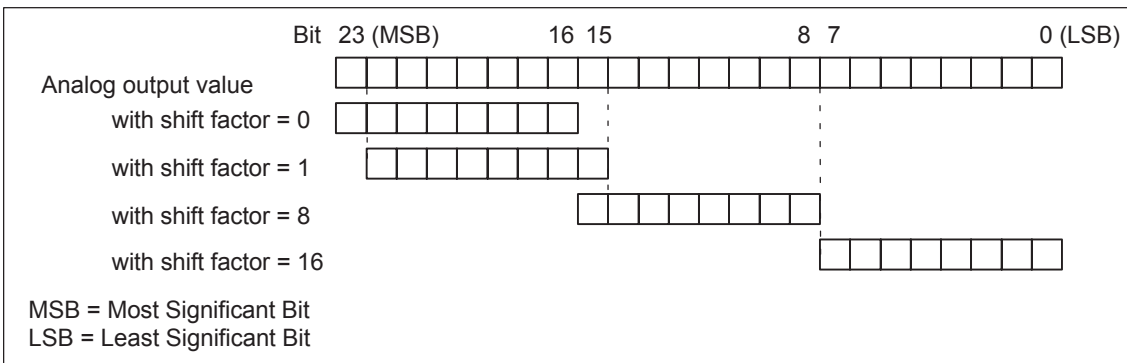 Bit 23 (MSB) 16 15 8 7 0 (LSB)
Analog output value
with shift factor = 0
with shift factor = 1
with shift factor = 8
with shift factor = 16
MSB = Most Significant Bit
LSB = Least Significant Bit